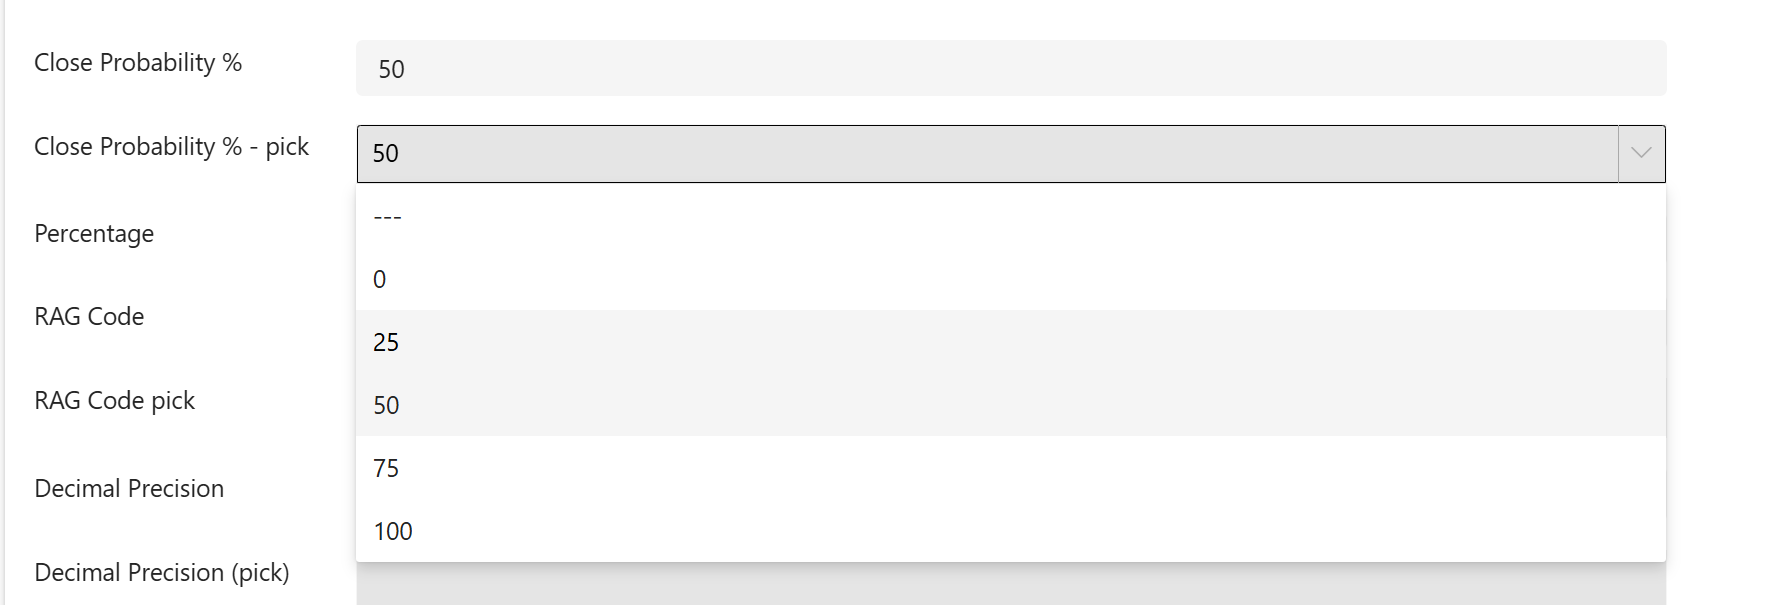 Close Probability %
50
Close Probability % - pick
50
---
0
25
50
75
100
Percentage
RAG Code
RAG Code pick
Decimal Precision
Decimal Precision (pick)